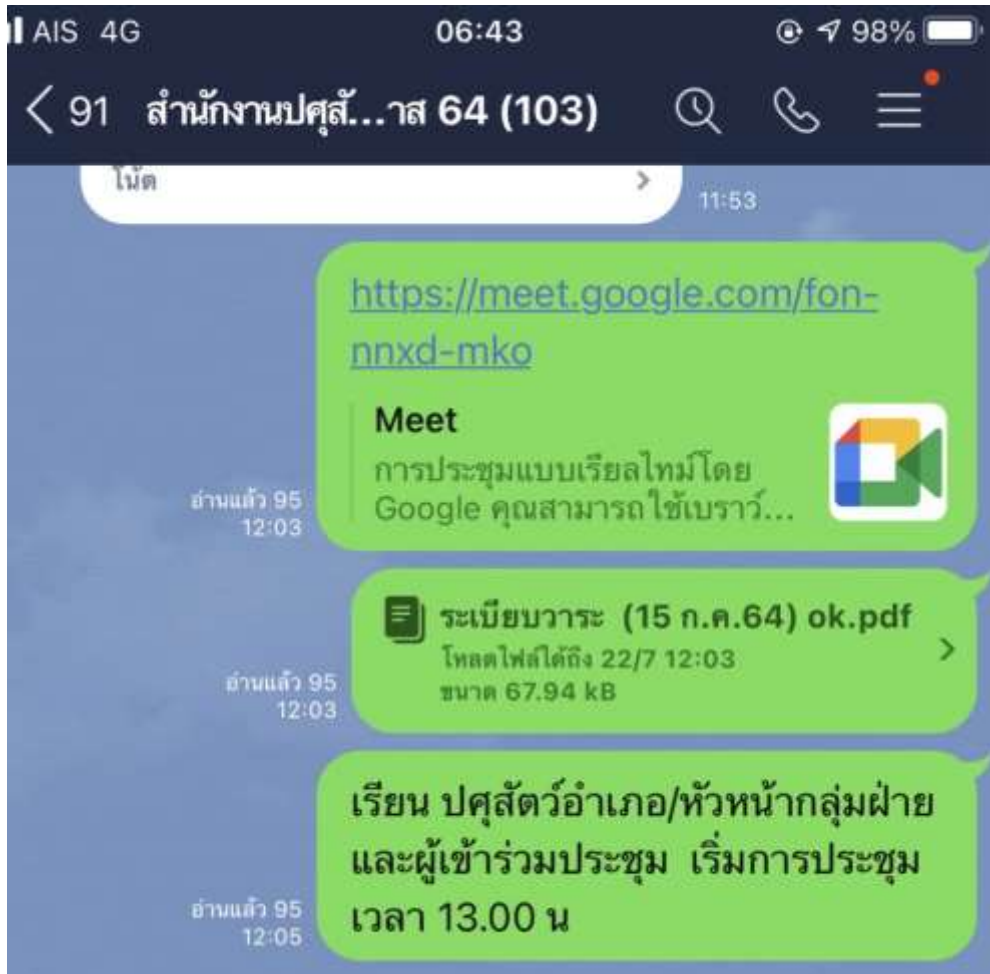 AIS 4G 06:43 98%
91 สำนักงานปศุสั...าส 64 (103)
โน้ต
11:53
https://meet.google.com/fon-
nnxd-mko
Meet
การประชุมแบบเรียลไทม์โดย
Google คุณสามารถใช้เบราว์...
อ่านแล้ว 95
12:03
ระเบียบวาระ (15 ก.ค.64) ok.pdf
โหลดไฟล์ได้ถึง 22/7 12:03
ขนาด 67.94 kB
อ่านแล้ว 95
12:03
เรียน ปศุสัตว์อำเภอ/หัวหน้ากลุ่มฝ่าย
และผู้เข้าร่วมประชุม เริ่มการประชุม
เวลา 13.00 น
อ่านแล้ว 95
12:05